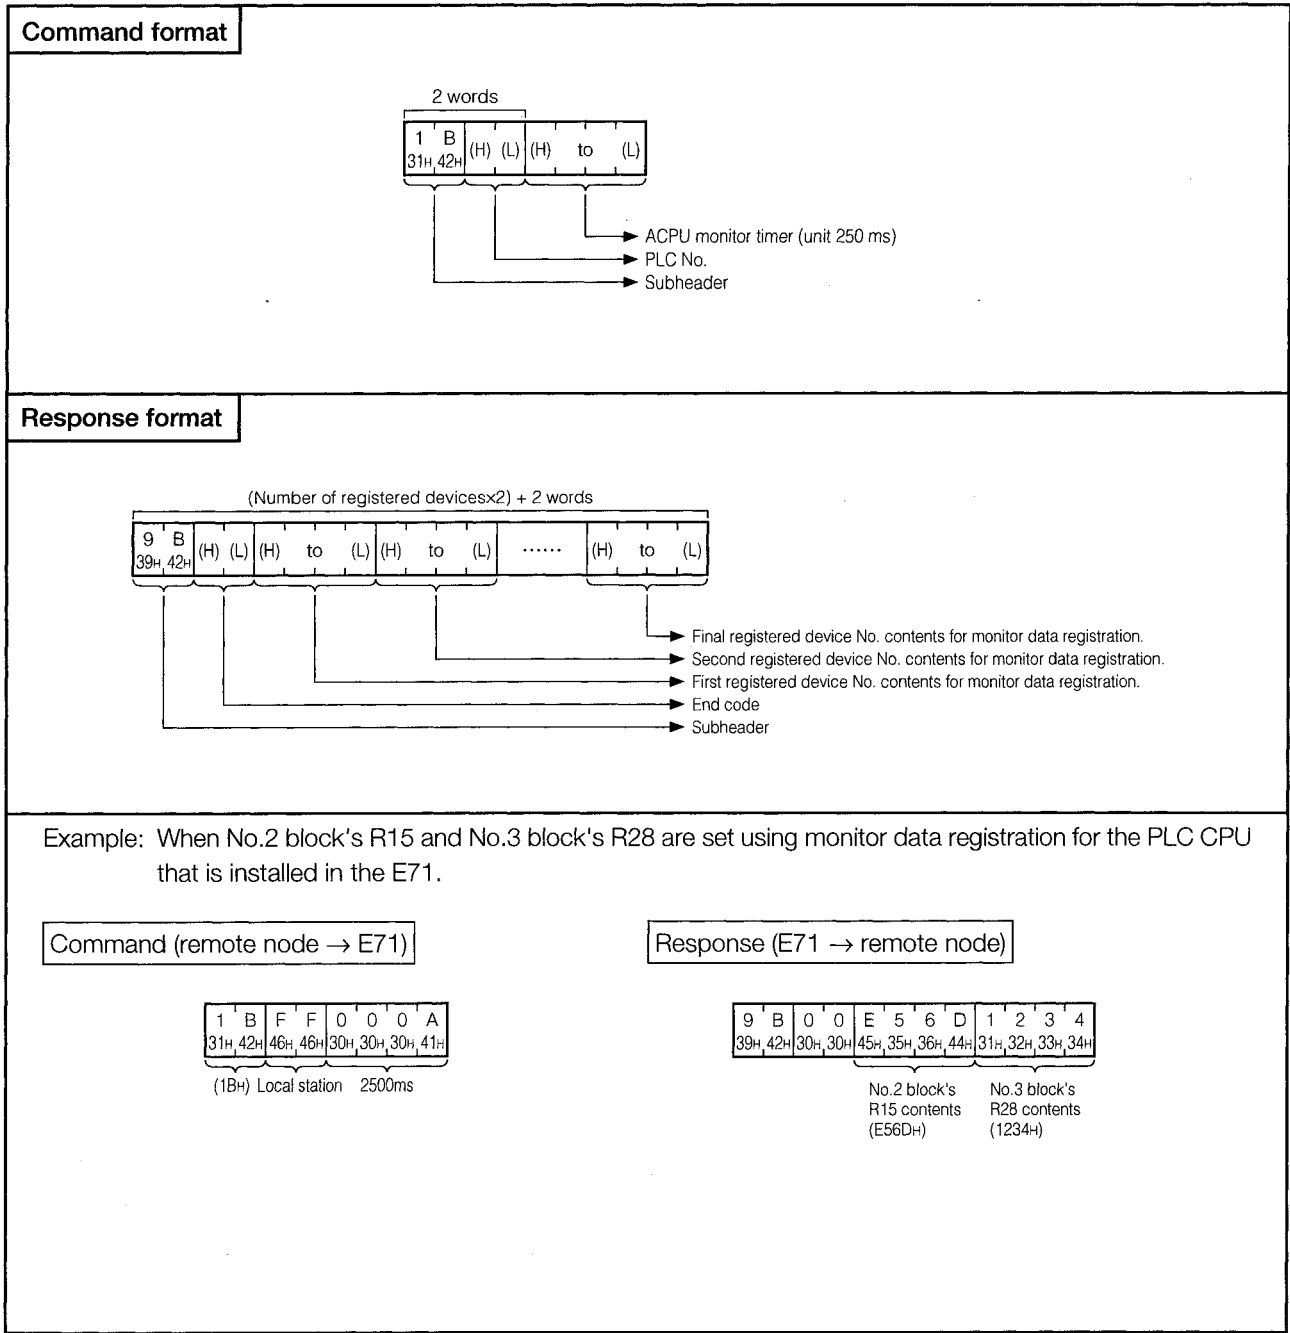 Command format
2 words
1 B (H) (L) (H) to (L)
31H 42H
ACPU monitor timer (unit 250 ms)
PLC No.
Subheader
Response format
(Number of registered devices×2) + 2 words
9 B (H) (L) (H) to (L) (H) to (L) ······ (H) to (L)
39H 42H
Final registered device No. contents for monitor data registration.
Second registered device No. contents for monitor data registration.
First registered device No. contents for monitor data registration.
End code
Subheader
Example: When No.2 block's R15 and No.3 block's R28 are set using monitor data registration for the PLC CPU
that is installed in the E71.
Command (remote node → E71)
1 B F F 0 0 0 A
31H 42H 46H 46H 30H 30H 30H 41H
(1BH) Local station 2500ms
Response (E71 → remote node)
9 B 0 0 E 5 6 D 1 2 3 4
39H 42H 30H 30H 45H 35H 36H 44H 31H 32H 33H 34H
No.2 block's
R15 contents
(E56DH)
No.3 block's
R28 contents
(1234H)